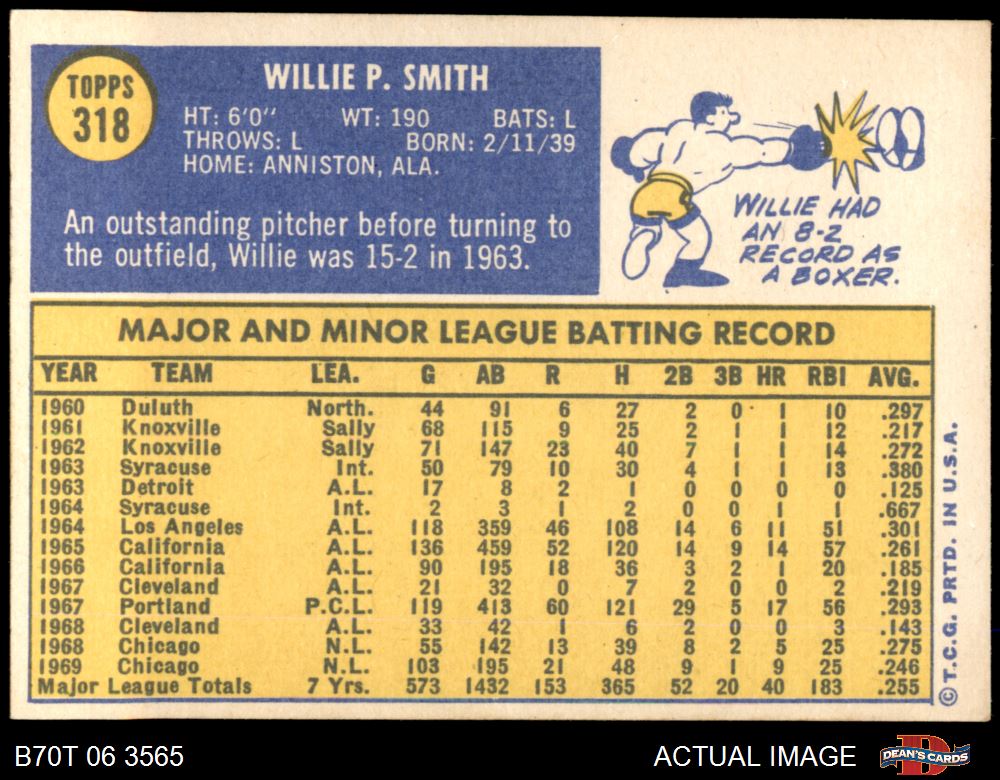 TOPPS
318
WILLIE P. SMITH
HT: 6'0" WT: 190 BATS: L
THROWS: L BORN: 2/11/39
HOME: ANNISTON, ALA.
An outstanding pitcher before turning to
the outfield, Willie was 15-2 in 1963.
WILLIE HAD
AN 8-2
RECORD AS
A BOXER.
MAJOR AND MINOR LEAGUE BATTING RECORD
YEAR TEAM LEA. G AB R H 2B 3B HR RBI AVG.
1960 Duluth North. 44 91 6 27 2 0 1 10 .297
1961 Knoxville Sally 68 115 9 25 2 1 1 12 .217
1962 Knoxville Sally 71 147 23 40 7 1 1 14 .272
1963 Syracuse Int. 50 79 10 30 4 1 1 13 .380
1963 Detroit A.L. 17 8 2 1 0 0 0 0 .125
1964 Syracuse Int. 2 3 1 2 0 0 1 1 .667
1964 Los Angeles A.L. 118 359 46 108 14 6 11 51 .301
1965 California A.L. 136 459 52 120 14 9 14 57 .261
1966 California A.L. 90 195 18 36 3 2 1 20 .185
1967 Cleveland A.L. 21 32 0 7 2 0 0 2 .219
1967 Portland P.C.L. 119 413 60 121 29 5 17 56 .293
1968 Cleveland A.L. 33 42 1 6 2 0 0 3 .143
1968 Chicago N.L. 55 142 13 39 8 2 5 25 .275
1969 Chicago N.L. 103 195 21 48 9 1 9 25 .246
Major League Totals 7 Yrs. 573 1432 153 365 52 20 40 183 .255
© T.C.G. PRTD. IN U.S.A.
B70T 06 3565 ACTUAL IMAGE
DEAN'S CARDS